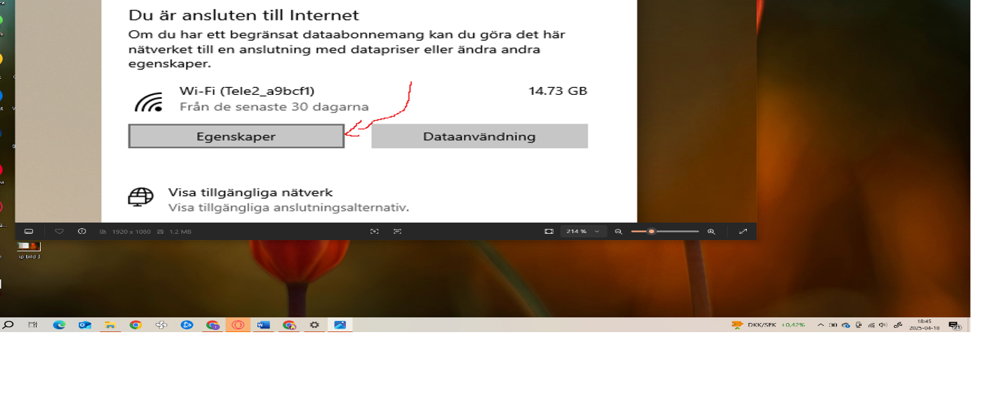 Du är ansluten till Internet
Om du har ett begränsat dataabonnemang kan du göra det här
nätverket till en anslutning med datapriser eller ändra andra
egenskaper.
Wi-Fi (Tele2_a9bcf1)
14.73 GB
Från de senaste 30 dagarna
Egenskaper
Dataanvändning
Visa tillgängliga nätverk
Visa tillgängliga anslutningsalternativ.
1920 x 1080
1.2 MB
214 %
ip bild 3
DKK/SEK +0,42%
18:45
2025-04-18
21